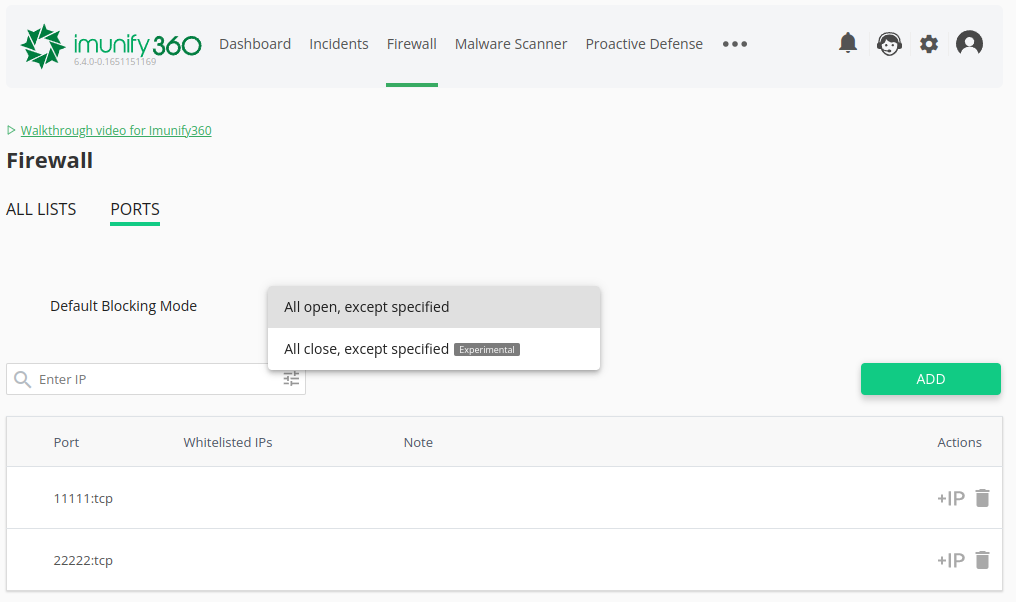 imunify360
6.4.0-0.1651151169
Dashboard Incidents Firewall Malware Scanner Proactive Defense
Walkthrough video for Imunify360
Firewall
ALL LISTS PORTS
Default Blocking Mode
All open, except specified
All close, except specified Experimental
Enter IP
ADD
Port Whitelisted IPs Note Actions
11111:tcp +IP
22222:tcp +IP